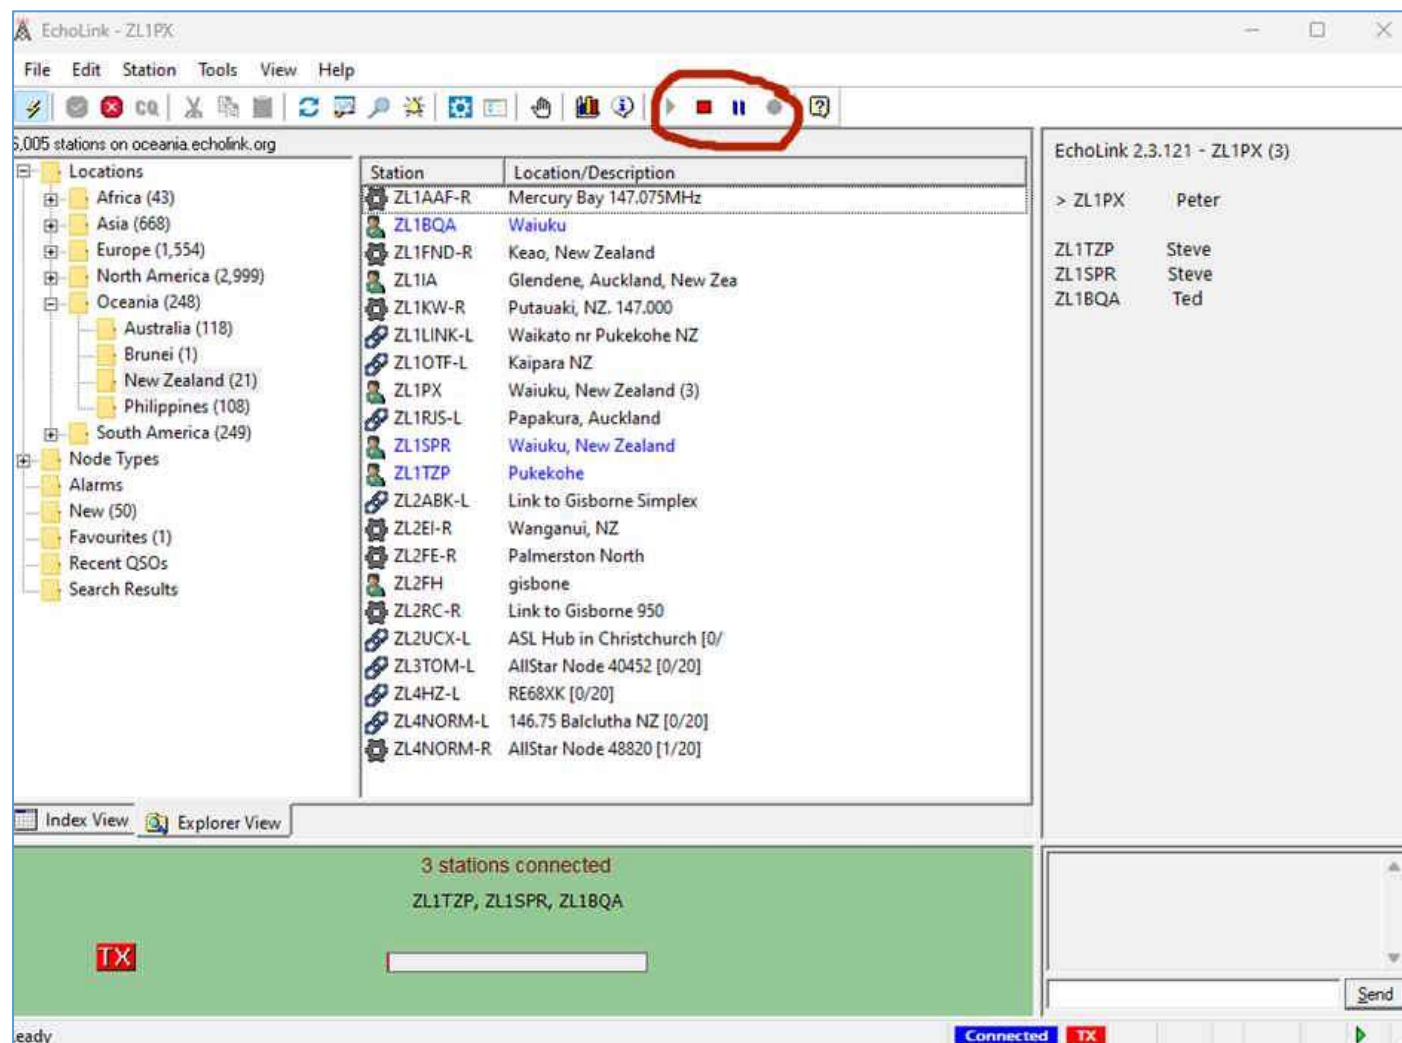 EchoLink - ZL1PX
File Edit Station Tools View Help
CQ
6,005 stations on oceania.echolink.org
Locations
Africa (43)
Asia (668)
Europe (1,554)
North America (2,999)
Oceania (248)
Australia (118)
Brunei (1)
New Zealand (21)
Philippines (108)
South America (249)
Node Types
Alarms
New (50)
Favourites (1)
Recent QSOs
Search Results
Station Location/Description
ZL1AAF-R Mercury Bay 147.075MHz
ZL1BQA Waiuku
ZL1FND-R Keao, New Zealand
ZL1IA Glendene, Auckland, New Zea
ZL1KW-R Putauaki, NZ. 147.000
ZL1LINK-L Waikato nr Pukekohe NZ
ZL1OTF-L Kaipara NZ
ZL1PX Waiuku, New Zealand (3)
ZL1RJS-L Papakura, Auckland
ZL1SPR Waiuku, New Zealand
ZL1TZP Pukekohe
ZL2ABK-L Link to Gisborne Simplex
ZL2EI-R Wanganui, NZ
ZL2FE-R Palmerston North
ZL2FH gisbone
ZL2RC-R Link to Gisborne 950
ZL2UCX-L ASL Hub in Christchurch [0/
ZL3TOM-L AllStar Node 40452 [0/20]
ZL4HZ-L RE68XK [0/20]
ZL4NORM-L 146.75 Balclutha NZ [0/20]
ZL4NORM-R AllStar Node 48820 [1/20]
EchoLink 2.3.121 - ZL1PX (3)
> ZL1PX Peter
ZL1TZP Steve
ZL1SPR Steve
ZL1BQA Ted
Index View Explorer View
3 stations connected
ZL1TZP, ZL1SPR, ZL1BQA
TX
Send
eady Connected TX